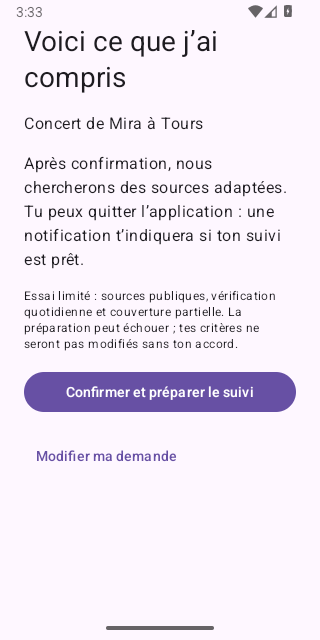 3:33
Voici ce que j’ai
compris
Concert de Mira à Tours
Après confirmation, nous
chercherons des sources adaptées.
Tu peux quitter l’application : une
notification t’indiquera si ton suivi
est prêt.
Essai limité : sources publiques, vérification
quotidienne et couverture partielle. La
préparation peut échouer ; tes critères ne
seront pas modifiés sans ton accord.
Confirmer et préparer le suivi
Modifier ma demande